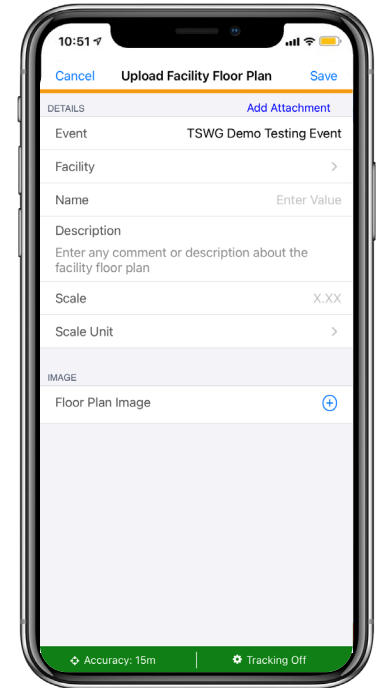 10:51
Cancel Upload Facility Floor Plan Save
DETAILS Add Attachment
Event TSWG Demo Testing Event
Facility
Name Enter Value
Description
Enter any comment or description about the
facility floor plan
Scale X.XX
Scale Unit
IMAGE
Floor Plan Image
Accuracy: 15m Tracking Off